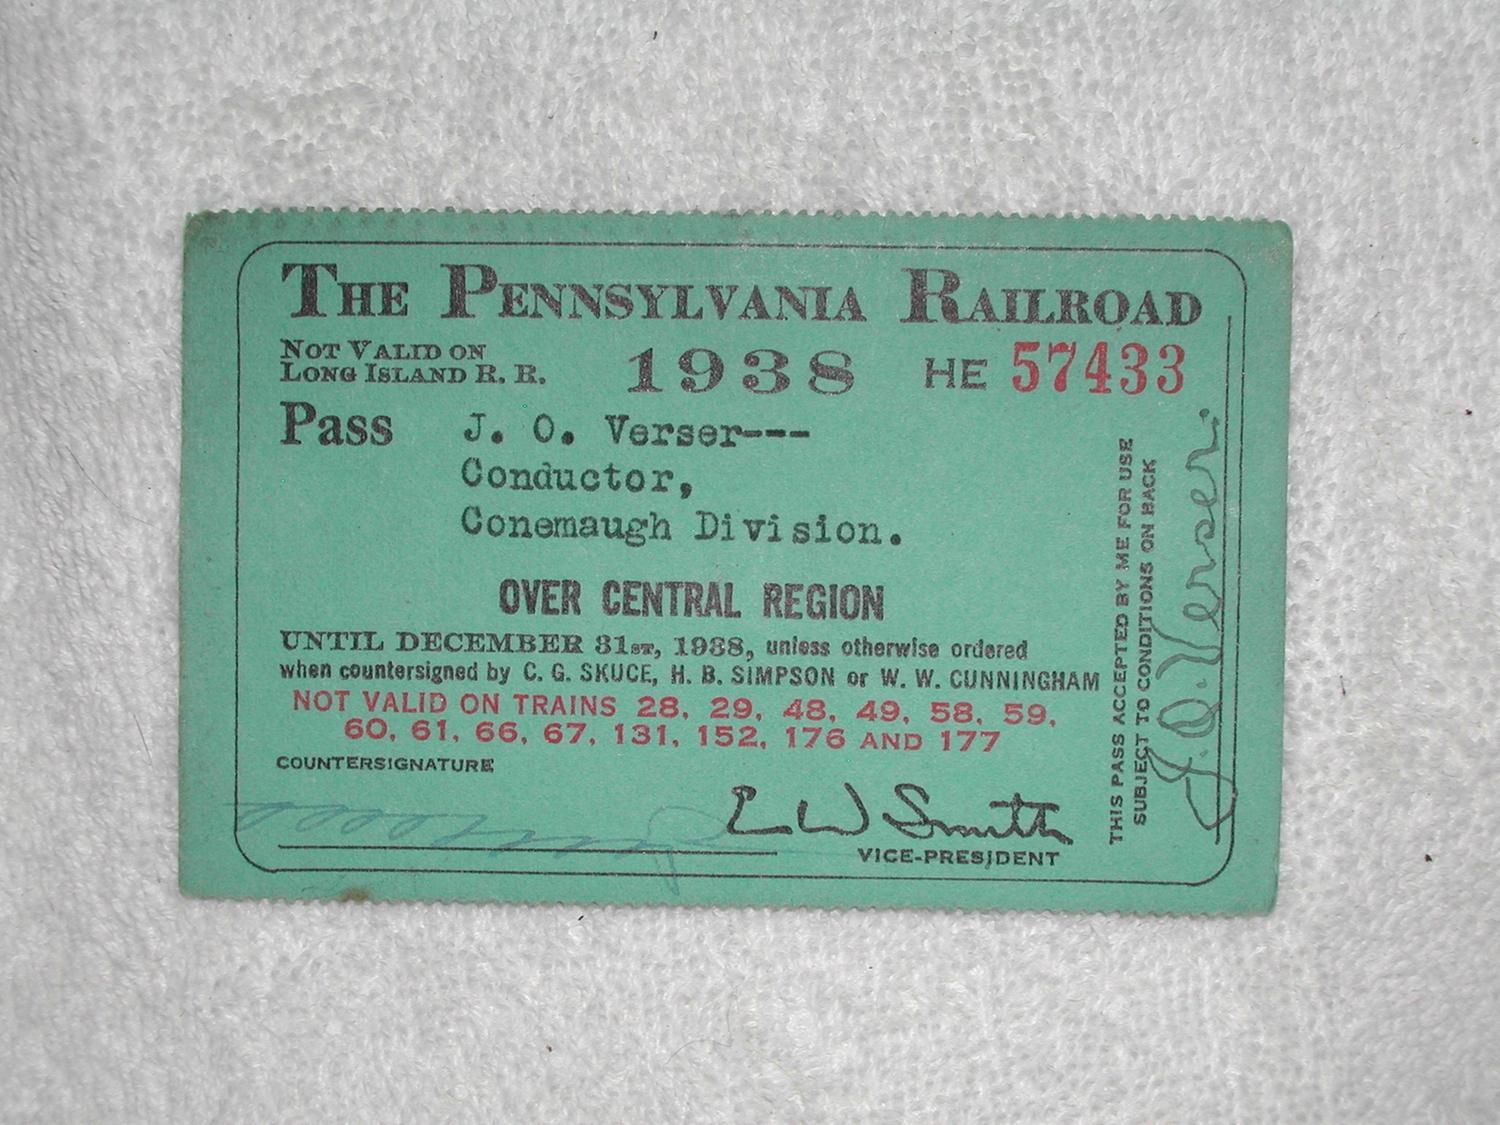 THE PENNSYLVANIA RAILROAD
NOT VALID ON
LONG ISLAND R. R.
1938
HE 57433
Pass J. O. Verser---
Conductor,
Conemaugh Division.
OVER CENTRAL REGION
UNTIL DECEMBER 31ST, 1938, unless otherwise ordered
when countersigned by C. G. SKUCE, H. B. SIMPSON or W. W. CUNNINGHAM
NOT VALID ON TRAINS 28, 29, 48, 49, 58, 59,
60, 61, 66, 67, 131, 152, 176 AND 177
COUNTERSIGNATURE
E W Smith
VICE-PRESIDENT
THIS PASS ACCEPTED BY ME FOR USE
SUBJECT TO CONDITIONS ON BACK
J. O. Verser.